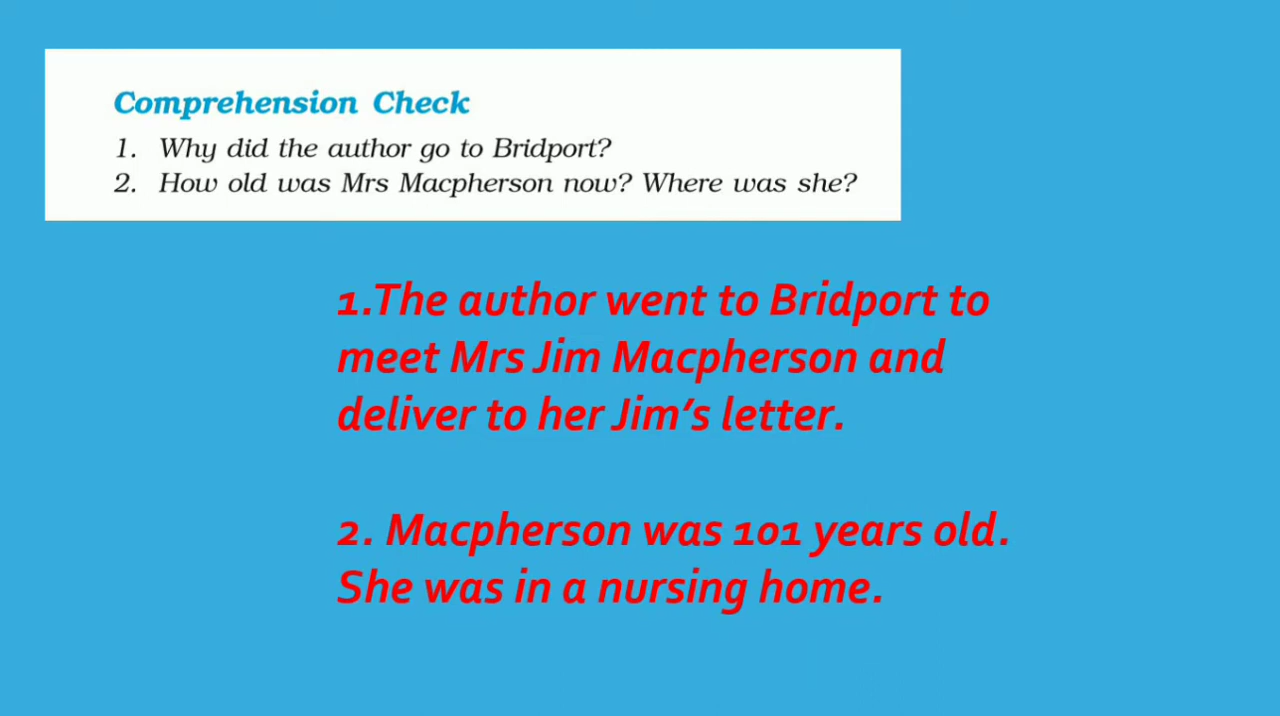 Comprehension Check
1. Why did the author go to Bridport?
2. How old was Mrs Macpherson now? Where was she?
1.The author went to Bridport to
meet Mrs Jim Macpherson and
deliver to her Jim’s letter.
2. Macpherson was 101 years old.
She was in a nursing home.